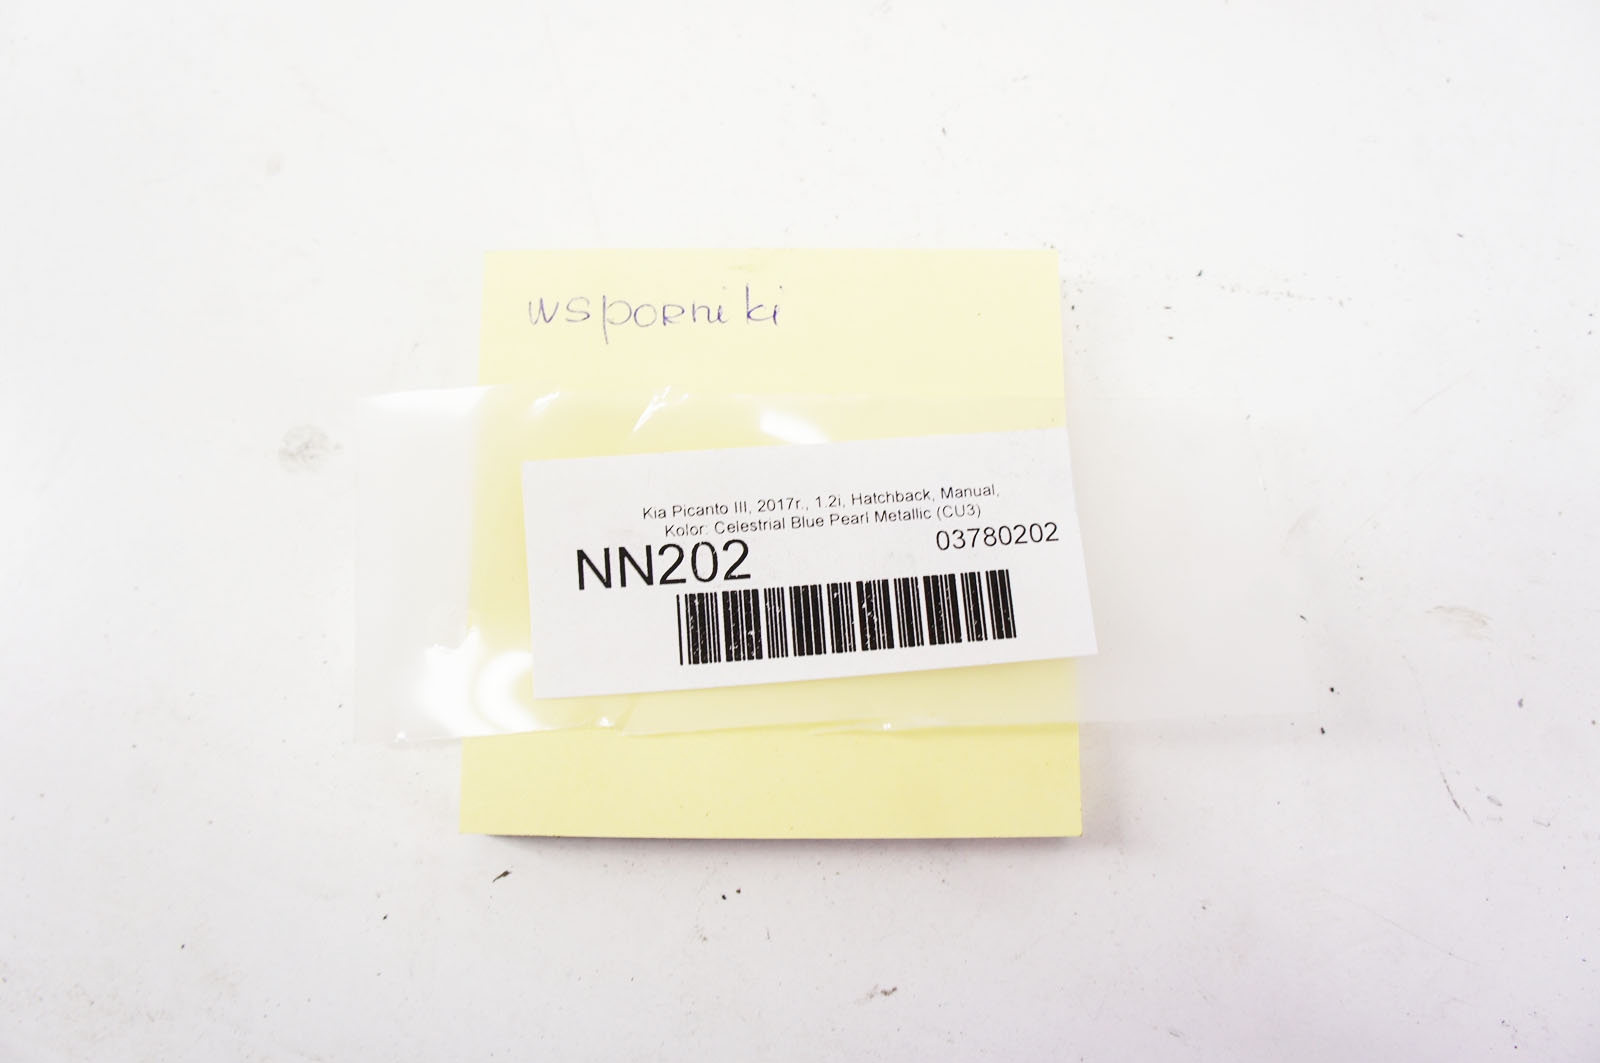 wsporniki
Kia Picanto III, 2017r., 1.2i, Hatchback, Manual,
Kolor: Celestrial Blue Pearl Metallic (CU3)
NN202
03780202